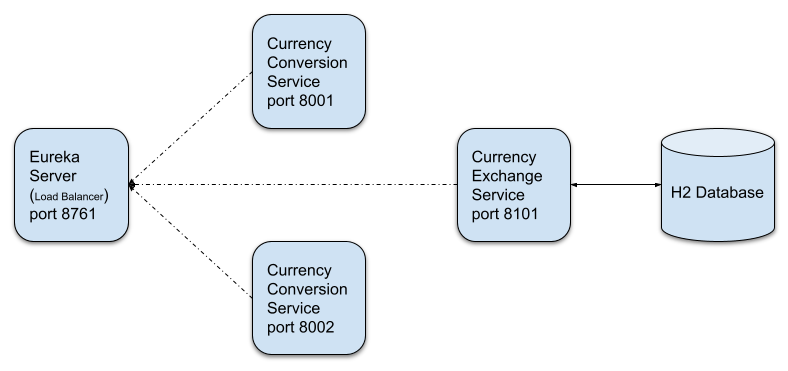 Currency
Conversion
Service
port 8001
Eureka
Server
(Load Balancer)
port 8761
Currency
Exchange
Service
port 8101
H2 Database
Currency
Conversion
Service
port 8002